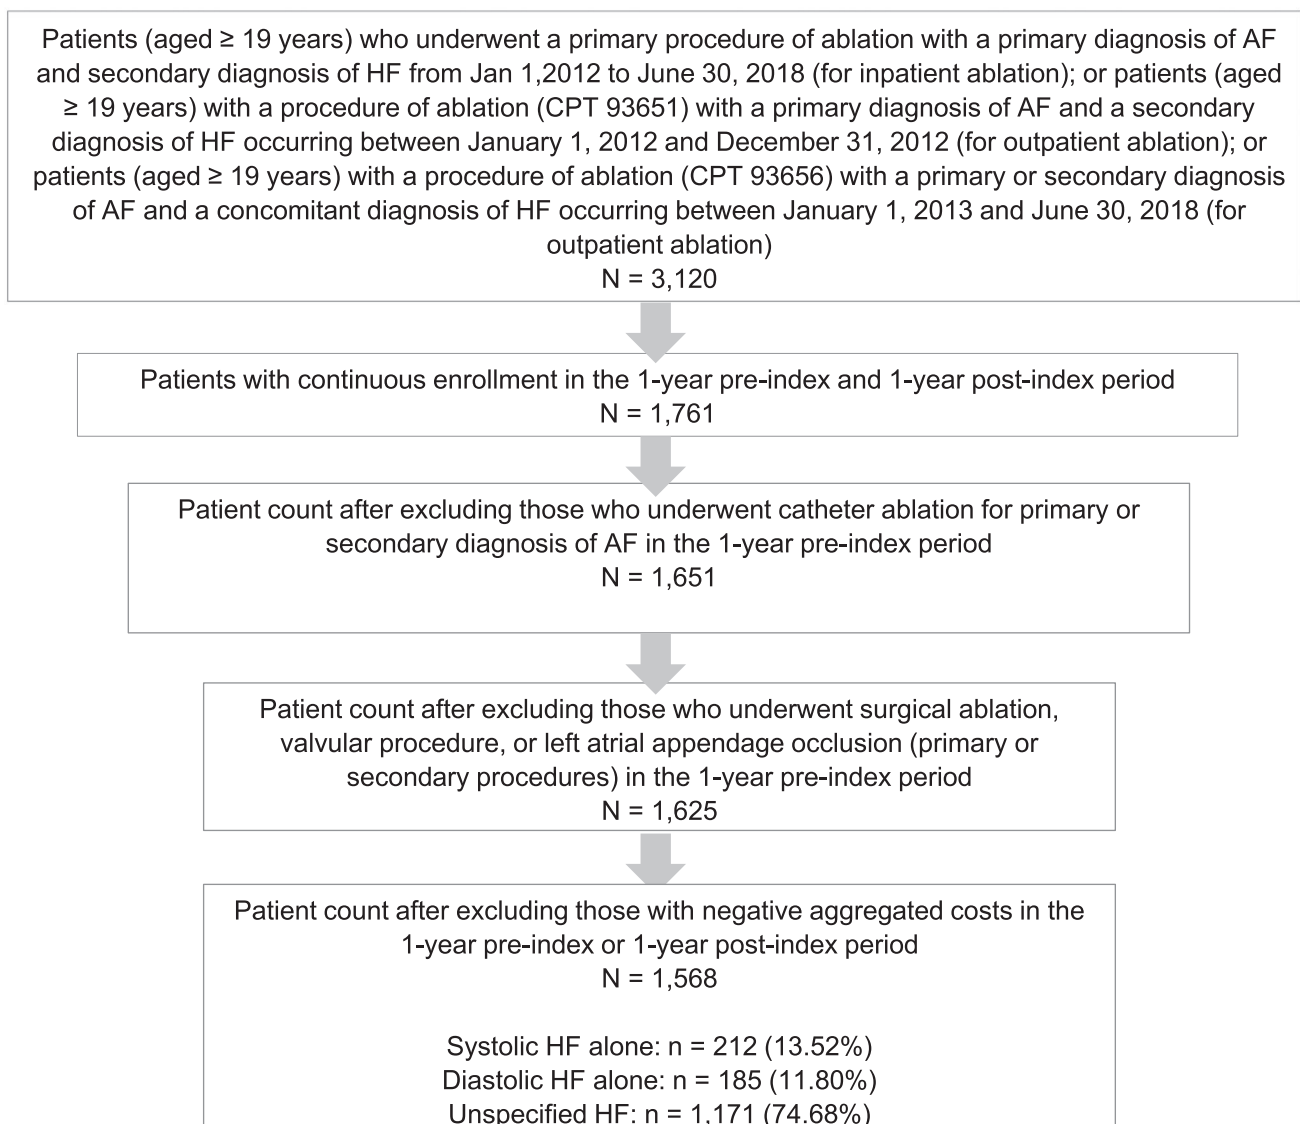 Patients (aged ≥ 19 years) who underwent a primary procedure of ablation with a primary diagnosis of AF
and secondary diagnosis of HF from Jan 1,2012 to June 30, 2018 (for inpatient ablation); or patients (aged
≥ 19 years) with a procedure of ablation (CPT 93651) with a primary diagnosis of AF and a secondary
diagnosis of HF occurring between January 1, 2012 and December 31, 2012 (for outpatient ablation); or
patients (aged ≥ 19 years) with a procedure of ablation (CPT 93656) with a primary or secondary diagnosis
of AF and a concomitant diagnosis of HF occurring between January 1, 2013 and June 30, 2018 (for
outpatient ablation)
N = 3,120
Patients with continuous enrollment in the 1-year pre-index and 1-year post-index period
N = 1,761
Patient count after excluding those who underwent catheter ablation for primary or
secondary diagnosis of AF in the 1-year pre-index period
N = 1,651
Patient count after excluding those who underwent surgical ablation,
valvular procedure, or left atrial appendage occlusion (primary or
secondary procedures) in the 1-year pre-index period
N = 1,625
Patient count after excluding those with negative aggregated costs in the
1-year pre-index or 1-year post-index period
N = 1,568
Systolic HF alone: n = 212 (13.52%)
Diastolic HF alone: n = 185 (11.80%)
Unspecified HF: n = 1,171 (74.68%)